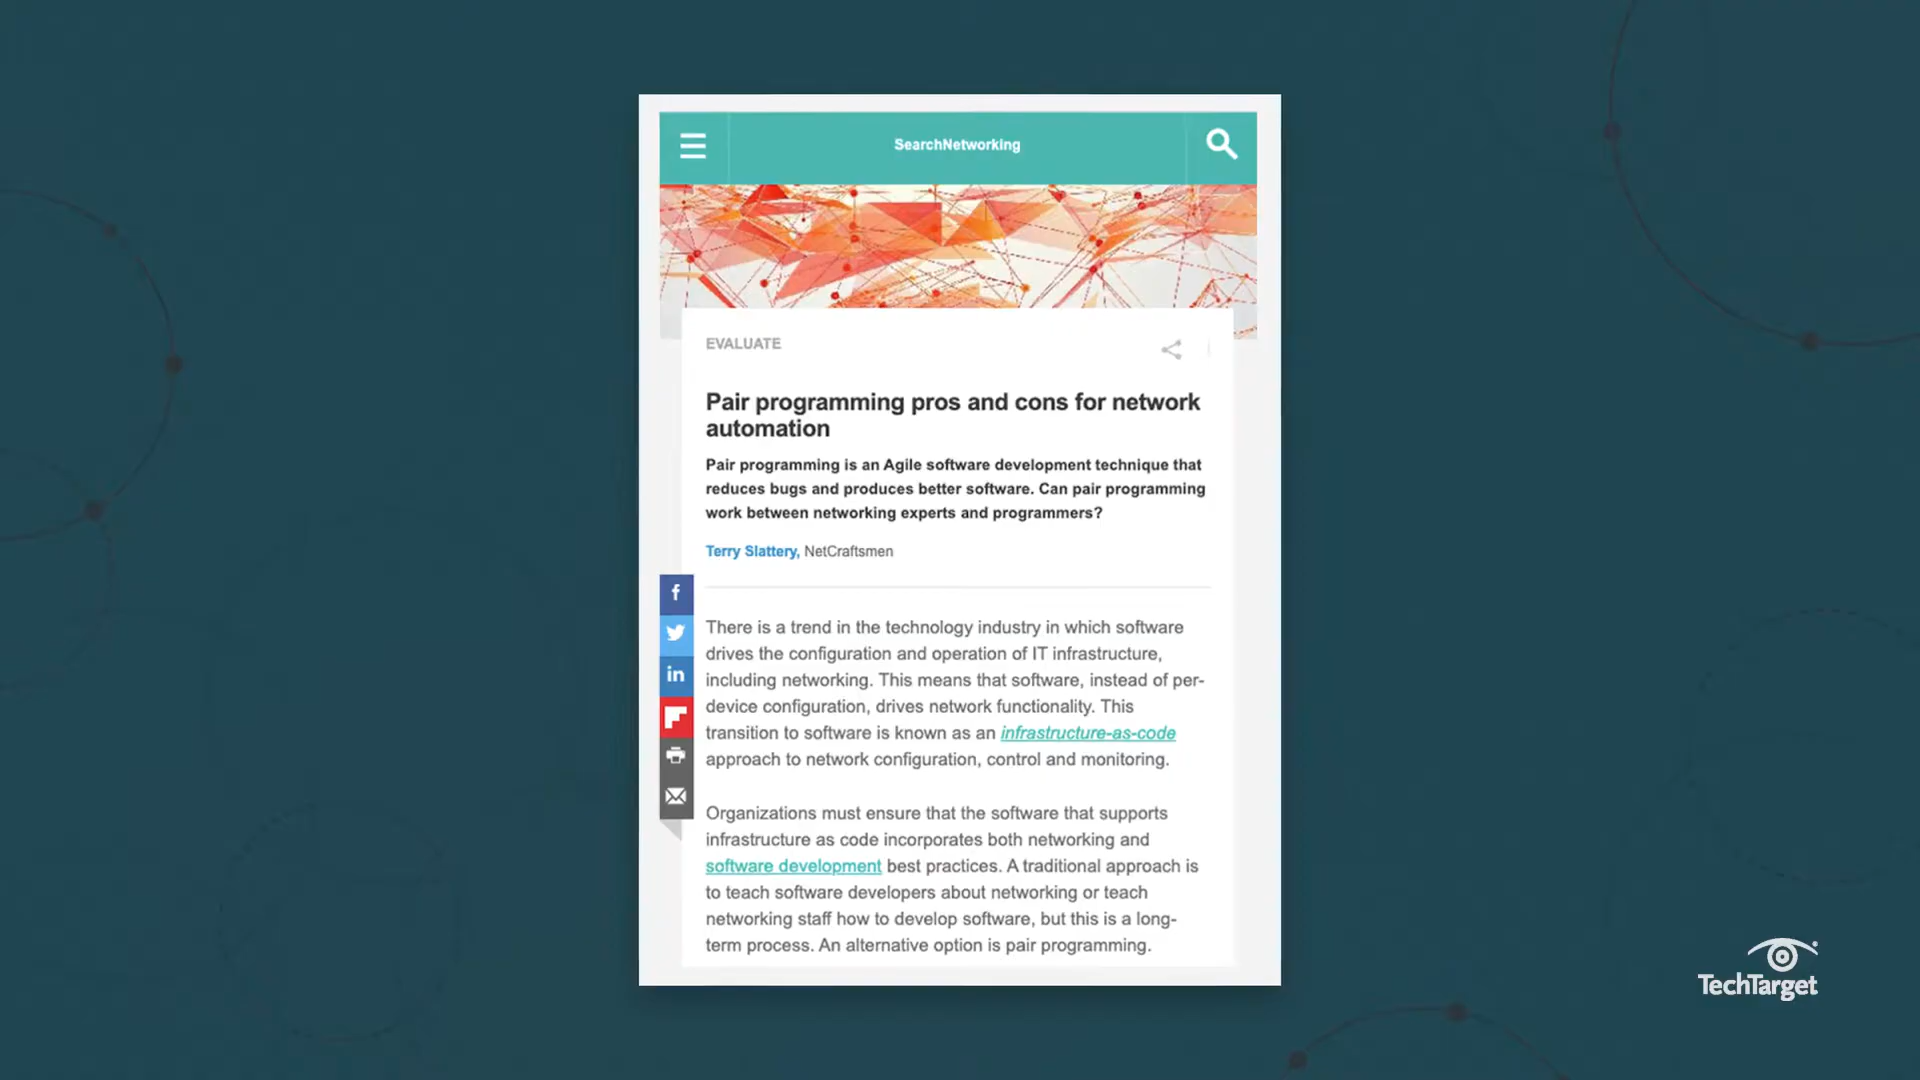 SearchNetworking
EVALUATE
Pair programming pros and cons for network
automation
Pair programming is an Agile software development technique that
reduces bugs and produces better software. Can pair programming
work between networking experts and programmers?
Terry Slattery, NetCraftsmen
f
in
There is a trend in the technology industry in which software
drives the configuration and operation of IT infrastructure,
including networking. This means that software, instead of per-
device configuration, drives network functionality. This
transition to software is known as an infrastructure-as-code
approach to network configuration, control and monitoring.
Organizations must ensure that the software that supports
infrastructure as code incorporates both networking and
software development best practices. A traditional approach is
to teach software developers about networking or teach
networking staff how to develop software, but this is a long-
term process. An alternative option is pair programming.
TechTarget